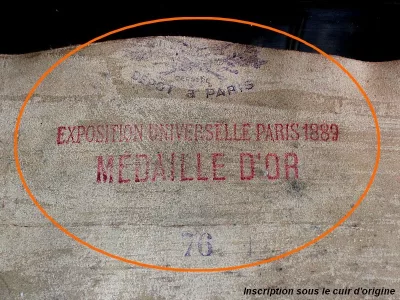 DEPOT à PARIS
EXPOSITION UNIVERSELLE PARIS 1889
MEDAILLE D'OR
76
Inscription sous le cuir d'origine